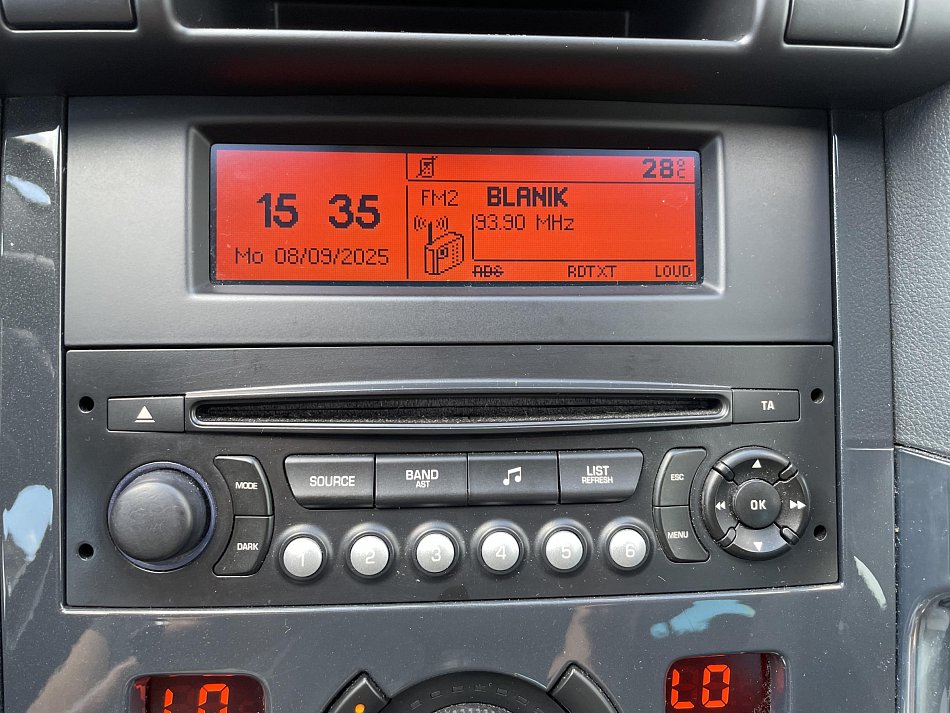 28°C
15 35
FM2 BLANIK
93.90 MHz
Mo 08/09/2025
RDS RDTXT LOUD
TA
MODE
SOURCE
BAND
AST
LIST
REFRESH
ESC
OK
DARK
MENU
1 2 3 4 5 6
LO LO